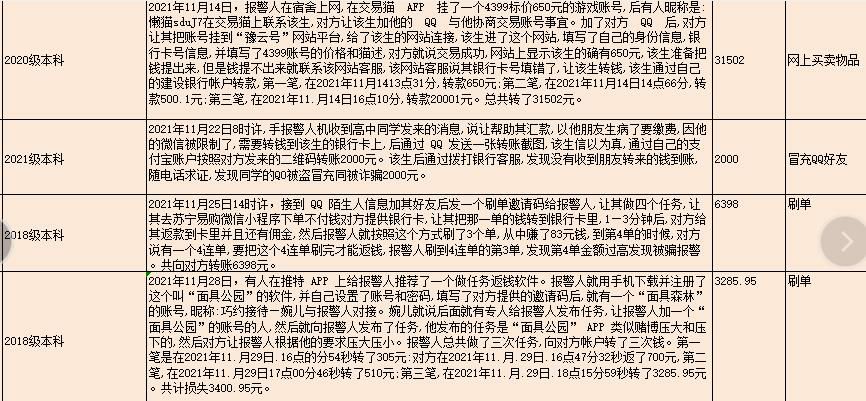 2021年11月14日, 报警人在宿舍上网, 在交易猫 APP 挂了一个4399标价650元的游戏账号, 后有人昵称是:
懒猫sduJ7在交易猫上联系该生, 对方让该生加他的 QQ 与他协商交易账号事宜。加了对方 QQ 后, 对方
让其把账号挂到“豫云号”网站平台, 给了该生的网站连接, 该生进了这个网站, 填写了自己的身份信息, 银
行卡号信息, 并填写了4399账号的价格和描述, 对方就说交易成功, 网站上显示该生的确有650元, 该生准备把
钱提出来, 但是钱提不出来就联系该网站客服, 该网站客服说其银行卡号填错了, 让该生转钱, 该生通过自己
的建设银行帐户转款, 第一笔, 在2021年11月1413点31分, 转款650元; 第二笔, 在2021年11月14日14点66分, 转
款500.1元; 第三笔, 在2021年11.月14日16点10分, 转款20001元。总共转了31502元。
2020级本科
31502
网上买卖物品
2021年11月22日8时许, 手报警人机收到高中同学发来的消息, 说让帮助其汇款, 以他朋友生病了要缴费, 因他
的微信被限制了, 需要转钱到该生的银行卡上, 后通过 QQ 发送一张转账截图, 该生信以为真, 通过自己的支
付宝账户按照对方发来的二维码转账2000元。该生后通过拨打银行客服, 发现没有收到朋友转来的钱到账,
随电话求证, 发现同学的QO被盗冒充同被诈骗2000元。
2021级本科
2000
冒充QQ好友
2021年11月25日14时许, 接到 QQ 陌生人信息加其好友后发一个刷单邀请码给报警人, 让其做四个任务, 让
其去苏宁易购微信小程序下单不付钱对方提供银行卡, 让其把那一单的钱转到银行卡里, 1－3分钟后, 对方给
其返款到卡里并且还有佣金, 然后报警人就按照这个方式刷了3个单, 从中赚了83元钱, 到第4单的时候, 对方
说有一个4连单, 要把这个4连单刷完才能返钱, 报警人刷到4连单的第3单, 发现第4单金额过高发现被骗报警
。共向对方转账6398元。
2018级本科
6398
刷单
2021年11月28日, 有人在推特 APP 上给报警人推荐了一个做任务返钱软件。报警人就用手机下载并注册了
这个叫“面具公园”的软件, 并自己设置了账号和密码, 填写了对方提供的邀请码后, 就有一个“面具森林”
的账号, 昵称:巧约接待一婉儿与报警人对接。婉儿就说后面就有专人给报警人发布任务, 让报警人加一个“
面具公园”的账号的人, 然后就向报警人发布了任务, 他发布的任务是“面具公园” APP 类似赌博压大和压
下的, 然后对方让报警人根据他的要求压大压小。报警人总共做了三次任务, 向对方帐户转了三次钱。第一
笔是在2021年11.月29日.16点的分54秒转了305元:对方在2021年11.月.29日.16点47分32秒返了700元, 第二
笔, 在2021年11.月29日17点00分46秒转了510元; 第三笔, 在2021年11.月.29日.18点15分59秒转了3285.95元
。共计损失3400.95元。
2018级本科
3285.95
刷单